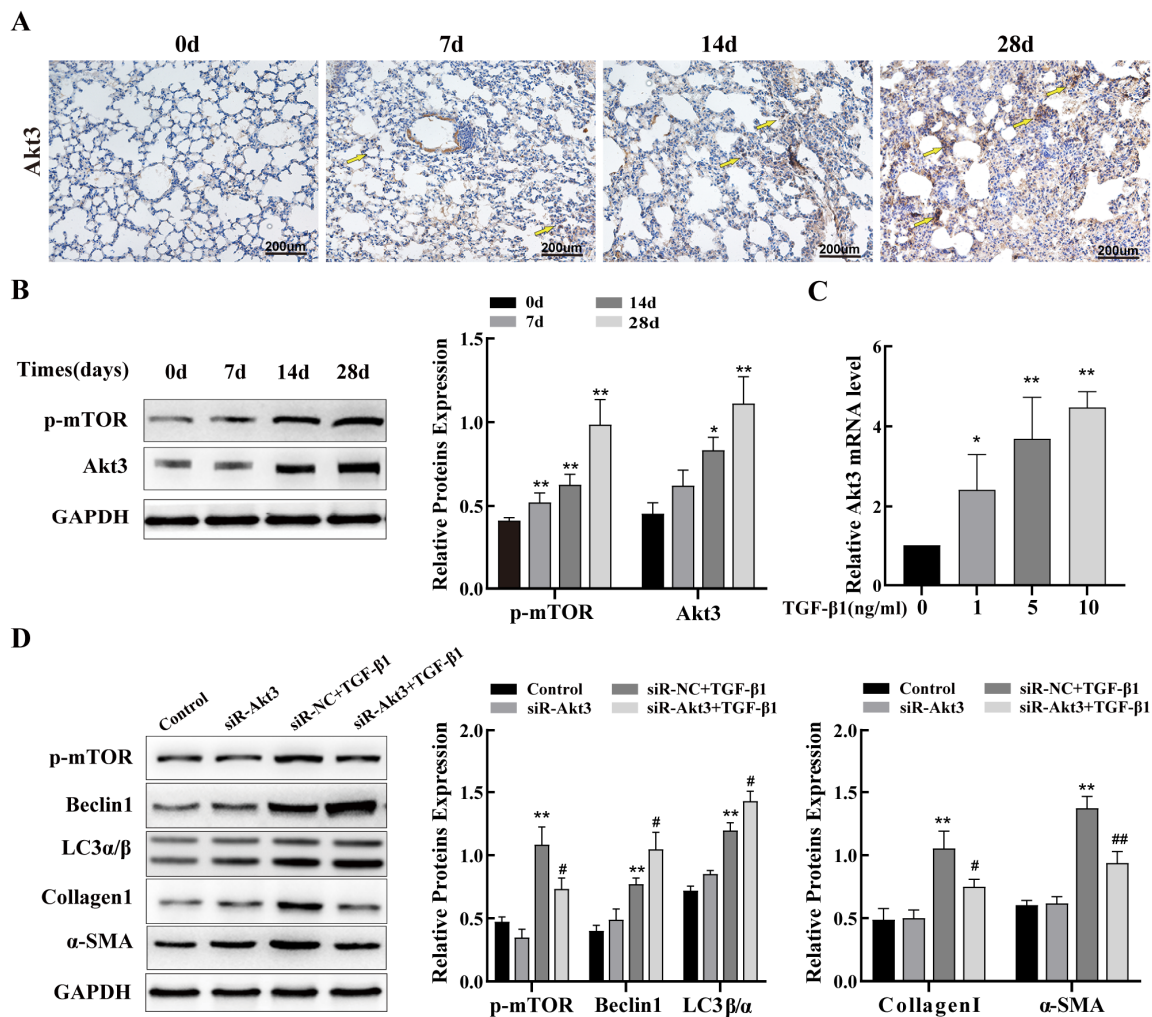 A
0d 7d 14d 28d
Akt3
200um 200um 200um 200um
B
0d 14d
7d 28d
Times(days) 0d 7d 14d 28d
p-mTOR
Akt3
GAPDH
Relative Proteins Expression
1.5
1.0
0.5
0.0
** ** ** * **
p-mTOR Akt3
C
Relative Akt3 mRNA level
6
4
2
0
* ** **
TGF-β1(ng/ml) 0 1 5 10
D
Control siR-Akt3 siR-NC+TGF-β1 siR-Akt3+TGF-β1
p-mTOR
Beclin1
LC3α/β
Collagen1
α-SMA
GAPDH
Control siR-NC+TGF-β1
siR-Akt3 siR-Akt3+TGF-β1
Relative Proteins Expression
2.0
1.5
1.0
0.5
0.0
** # ** # ** #
p-mTOR Beclin1 LC3 β/α
Control siR-NC+TGF-β1
siR-Akt3 siR-Akt3+TGF-β1
Relative Proteins Expression
2.0
1.5
1.0
0.5
0.0
** # ** ##
CollagenI α-SMA